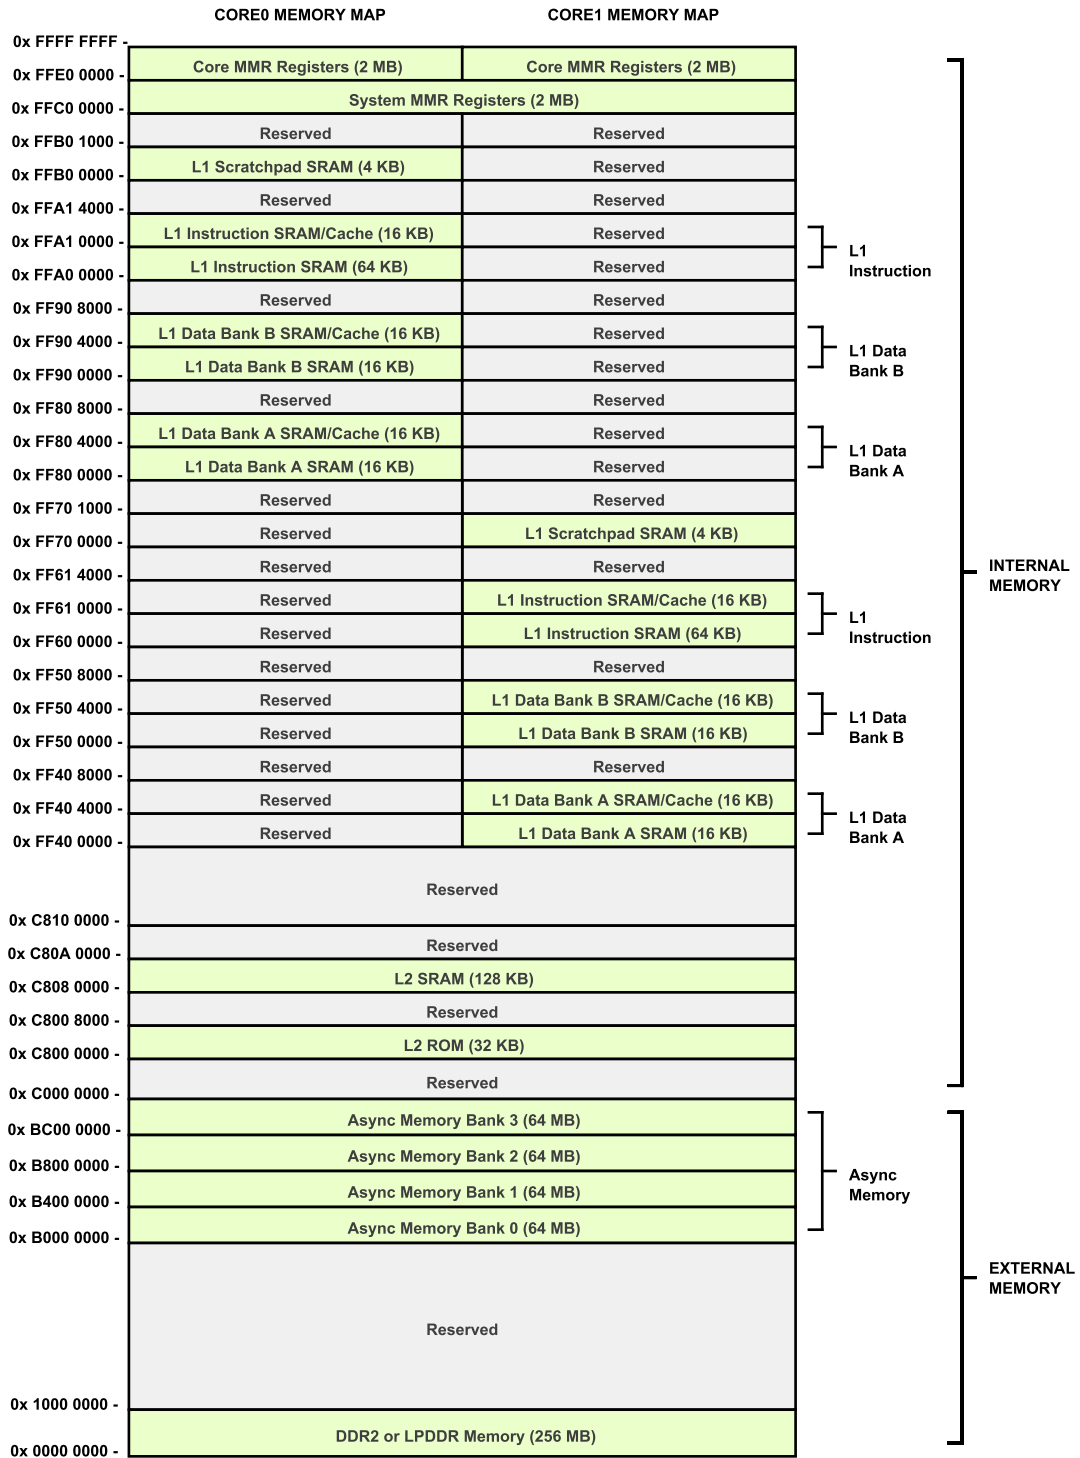 CORE0 MEMORY MAP CORE1 MEMORY MAP
0x FFFF FFFF -
Core MMR Registers (2 MB) Core MMR Registers (2 MB)
0x FFE0 0000 -
System MMR Registers (2 MB)
0x FFC0 0000 -
Reserved Reserved
0x FFB0 1000 -
L1 Scratchpad SRAM (4 KB) Reserved
0x FFB0 0000 -
Reserved Reserved
0x FFA1 4000 -
L1 Instruction SRAM/Cache (16 KB) Reserved
0x FFA1 0000 -
L1
Instruction
L1 Instruction SRAM (64 KB) Reserved
0x FFA0 0000 -
Reserved Reserved
0x FF90 8000 -
L1 Data Bank B SRAM/Cache (16 KB) Reserved
0x FF90 4000 -
L1 Data
Bank B
L1 Data Bank B SRAM (16 KB) Reserved
0x FF90 0000 -
Reserved Reserved
0x FF80 8000 -
L1 Data Bank A SRAM/Cache (16 KB) Reserved
0x FF80 4000 -
L1 Data
Bank A
L1 Data Bank A SRAM (16 KB) Reserved
0x FF80 0000 -
Reserved Reserved
0x FF70 1000 -
Reserved L1 Scratchpad SRAM (4 KB)
0x FF70 0000 -
Reserved Reserved
INTERNAL
MEMORY
0x FF61 4000 -
Reserved L1 Instruction SRAM/Cache (16 KB)
0x FF61 0000 -
L1
Instruction
Reserved L1 Instruction SRAM (64 KB)
0x FF60 0000 -
Reserved Reserved
0x FF50 8000 -
Reserved L1 Data Bank B SRAM/Cache (16 KB)
0x FF50 4000 -
L1 Data
Bank B
Reserved L1 Data Bank B SRAM (16 KB)
0x FF50 0000 -
Reserved Reserved
0x FF40 8000 -
Reserved L1 Data Bank A SRAM/Cache (16 KB)
0x FF40 4000 -
L1 Data
Bank A
Reserved L1 Data Bank A SRAM (16 KB)
0x FF40 0000 -
Reserved
0x C810 0000 -
Reserved
0x C80A 0000 -
L2 SRAM (128 KB)
0x C808 0000 -
Reserved
0x C800 8000 -
L2 ROM (32 KB)
0x C800 0000 -
Reserved
0x C000 0000 -
Async Memory Bank 3 (64 MB)
0x BC00 0000 -
Async Memory Bank 2 (64 MB)
0x B800 0000 -
Async
Memory
Async Memory Bank 1 (64 MB)
0x B400 0000 -
Async Memory Bank 0 (64 MB)
0x B000 0000 -
EXTERNAL
MEMORY
Reserved
0x 1000 0000 -
DDR2 or LPDDR Memory (256 MB)
0x 0000 0000 -